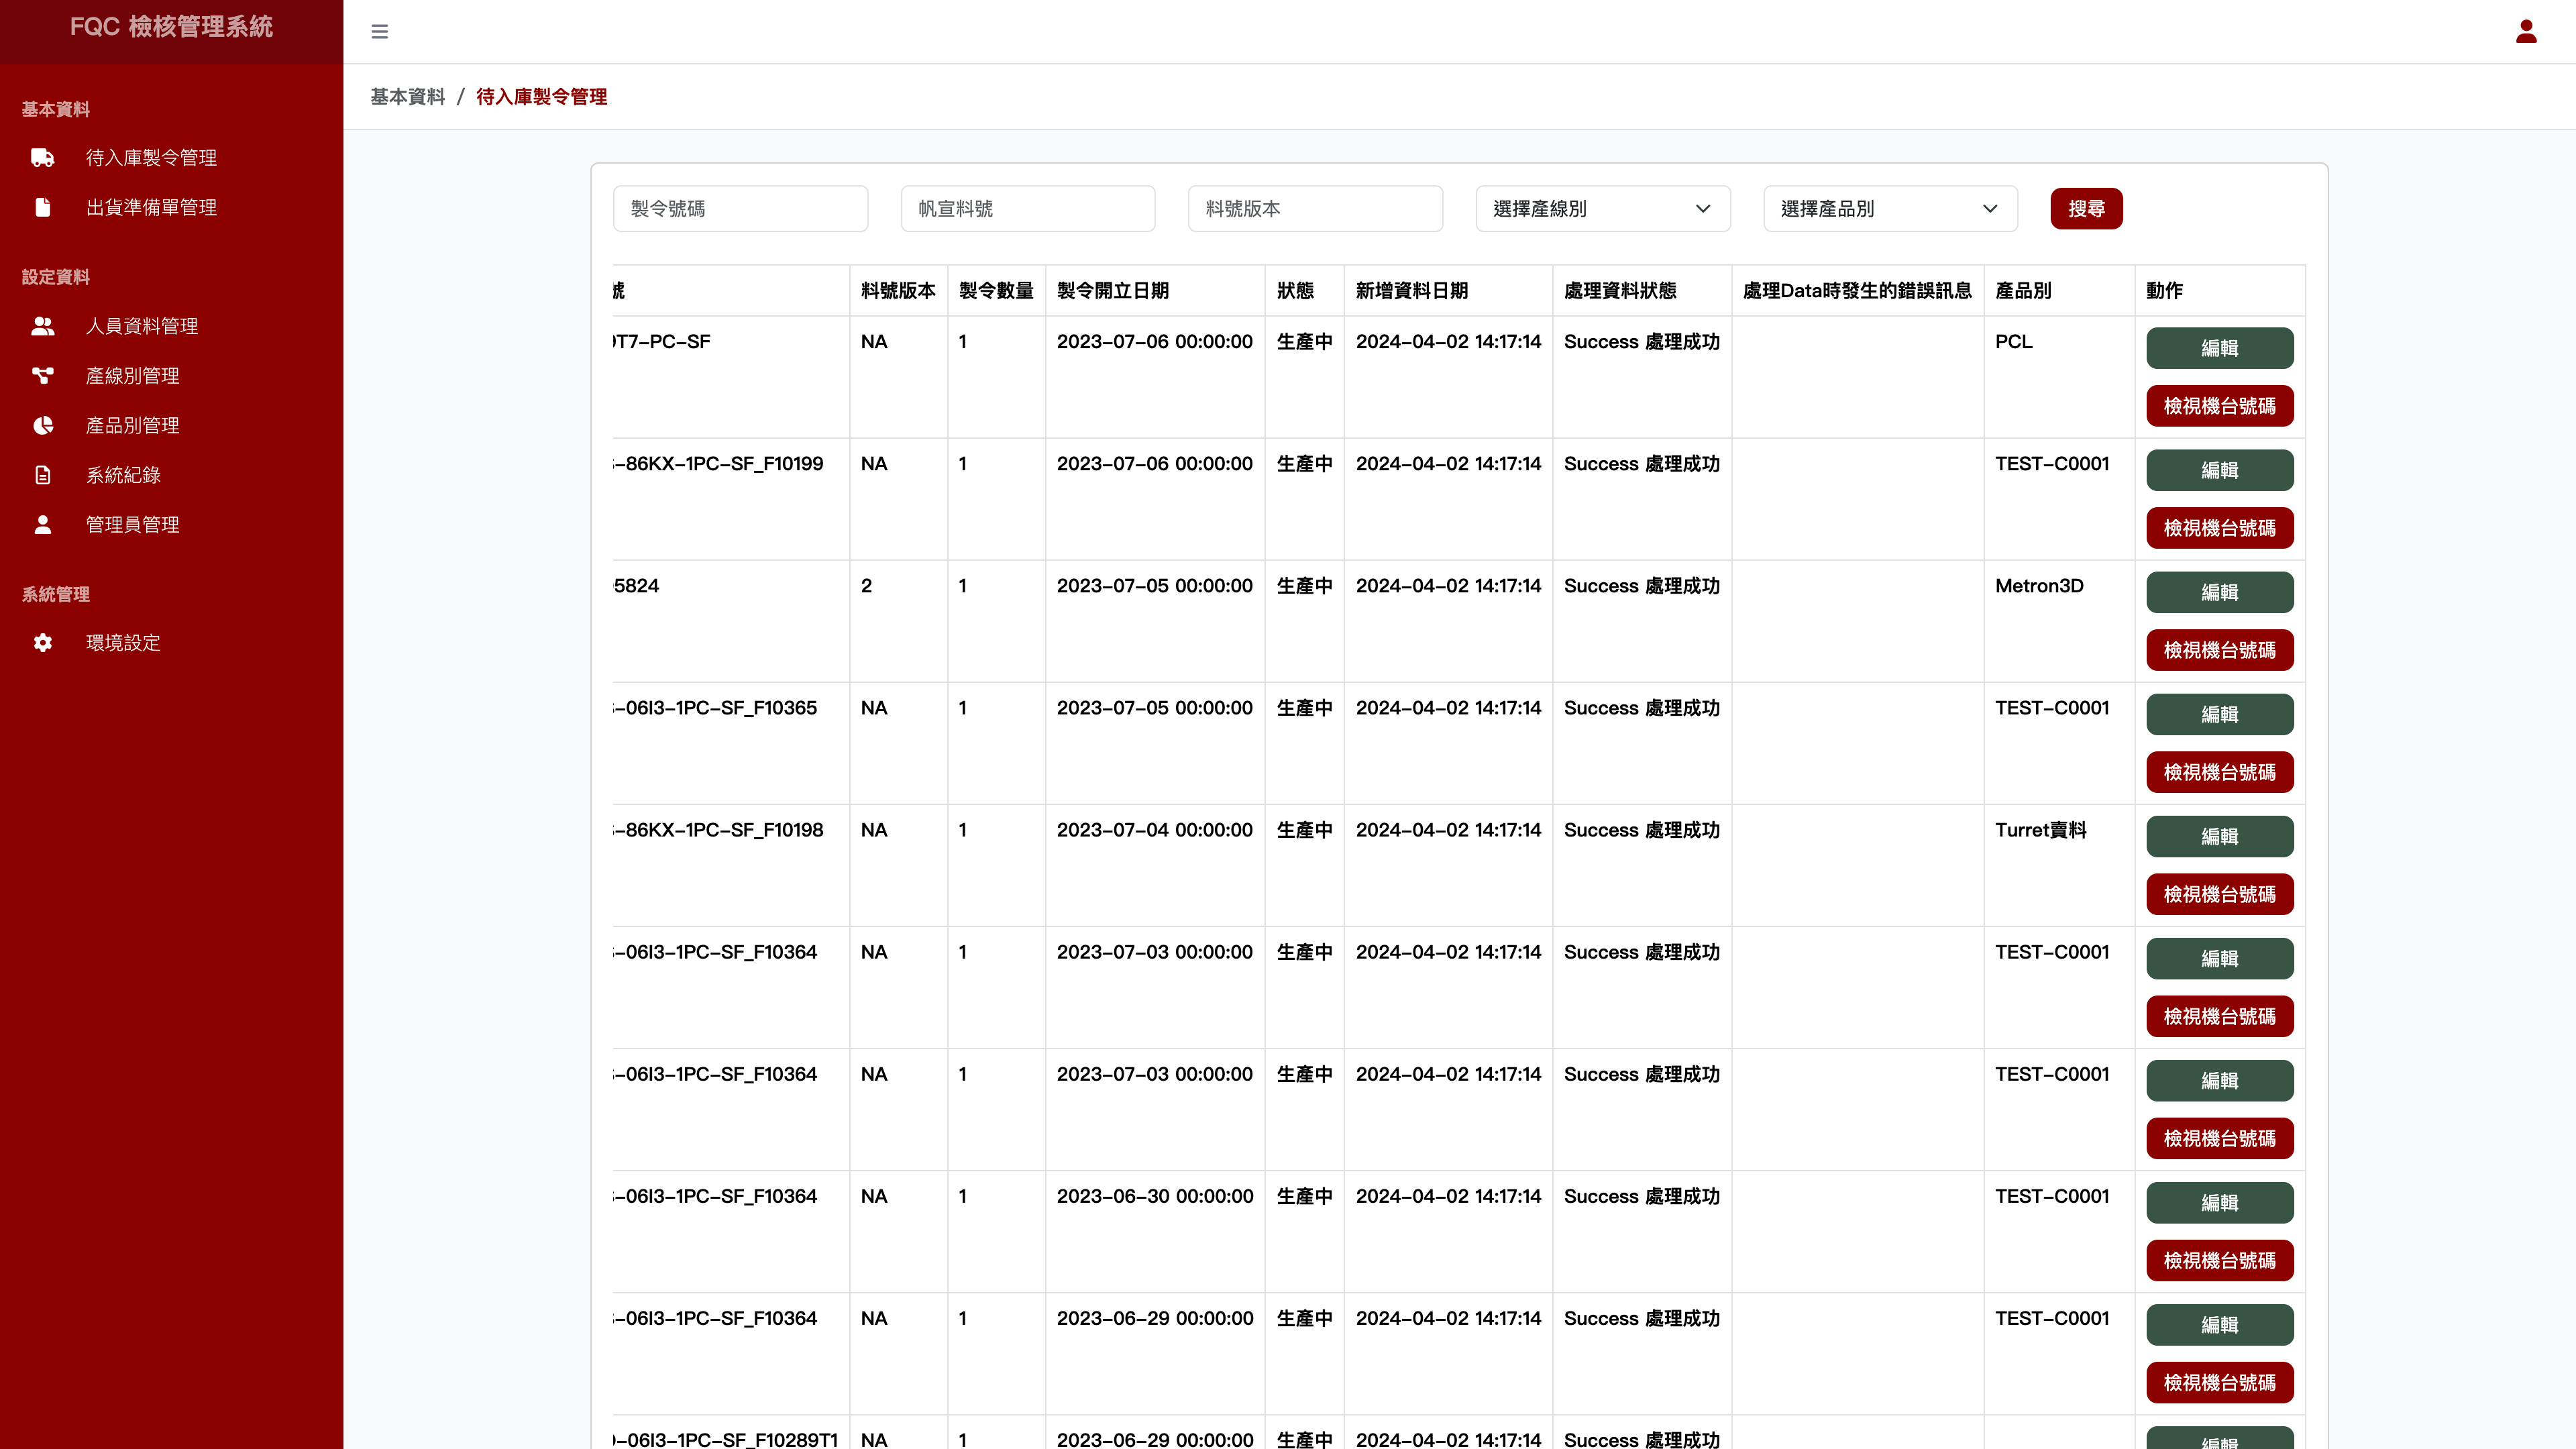 FQC 檢核管理系統
基本資料
待入庫製令管理
出貨準備單管理
設定資料
人員資料管理
產線別管理
產品別管理
系統紀錄
管理員管理
系統管理
環境設定
基本資料 / 待入庫製令管理
製令號碼 帆宣料號 料號版本 選擇產線別 選擇產品別 搜尋
號 料號版本 製令數量 製令開立日期 狀態 新增資料日期 處理資料狀態 處理Data時發生的錯誤訊息 產品別 動作
T7-PC-SF NA 1 2023-07-06 00:00:00 生產中 2024-04-02 14:17:14 Success 處理成功 PCL 編輯
檢視機台號碼
-86KX-1PC-SF_F10199 NA 1 2023-07-06 00:00:00 生產中 2024-04-02 14:17:14 Success 處理成功 TEST-C0001 編輯
檢視機台號碼
5824 2 1 2023-07-05 00:00:00 生產中 2024-04-02 14:17:14 Success 處理成功 Metron3D 編輯
檢視機台號碼
-06I3-1PC-SF_F10365 NA 1 2023-07-05 00:00:00 生產中 2024-04-02 14:17:14 Success 處理成功 TEST-C0001 編輯
檢視機台號碼
-86KX-1PC-SF_F10198 NA 1 2023-07-04 00:00:00 生產中 2024-04-02 14:17:14 Success 處理成功 Turret賣料 編輯
檢視機台號碼
-06I3-1PC-SF_F10364 NA 1 2023-07-03 00:00:00 生產中 2024-04-02 14:17:14 Success 處理成功 TEST-C0001 編輯
檢視機台號碼
-06I3-1PC-SF_F10364 NA 1 2023-07-03 00:00:00 生產中 2024-04-02 14:17:14 Success 處理成功 TEST-C0001 編輯
檢視機台號碼
-06I3-1PC-SF_F10364 NA 1 2023-06-30 00:00:00 生產中 2024-04-02 14:17:14 Success 處理成功 TEST-C0001 編輯
檢視機台號碼
-06I3-1PC-SF_F10364 NA 1 2023-06-29 00:00:00 生產中 2024-04-02 14:17:14 Success 處理成功 TEST-C0001 編輯
檢視機台號碼
-06I3-1PC-SF_F10289T1 NA 1 2023-06-29 00:00:00 生產中 2024-04-02 14:17:14 Success 處理成功 編輯